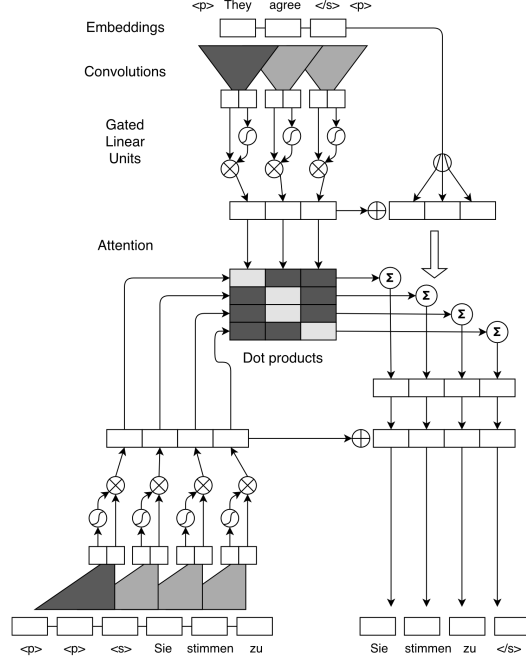 <p> They agree </s> <p>
Embeddings
Convolutions
Gated
Linear
Units
Attention
Σ
Σ
Σ
Σ
Dot products
<p> <p> <s> Sie stimmen zu
Sie stimmen zu </s>